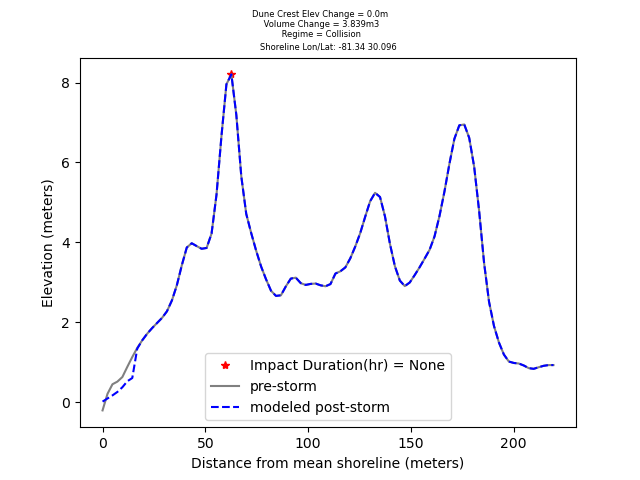 Dune Crest Elev Change = 0.0m
Volume Change = 3.839m3
Regime = Collision
Shoreline Lon/Lat: -81.34 30.096
8
6
4
2
0
Elevation (meters)
Impact Duration(hr) = None
pre-storm
modeled post-storm
0 50 100 150 200
Distance from mean shoreline (meters)